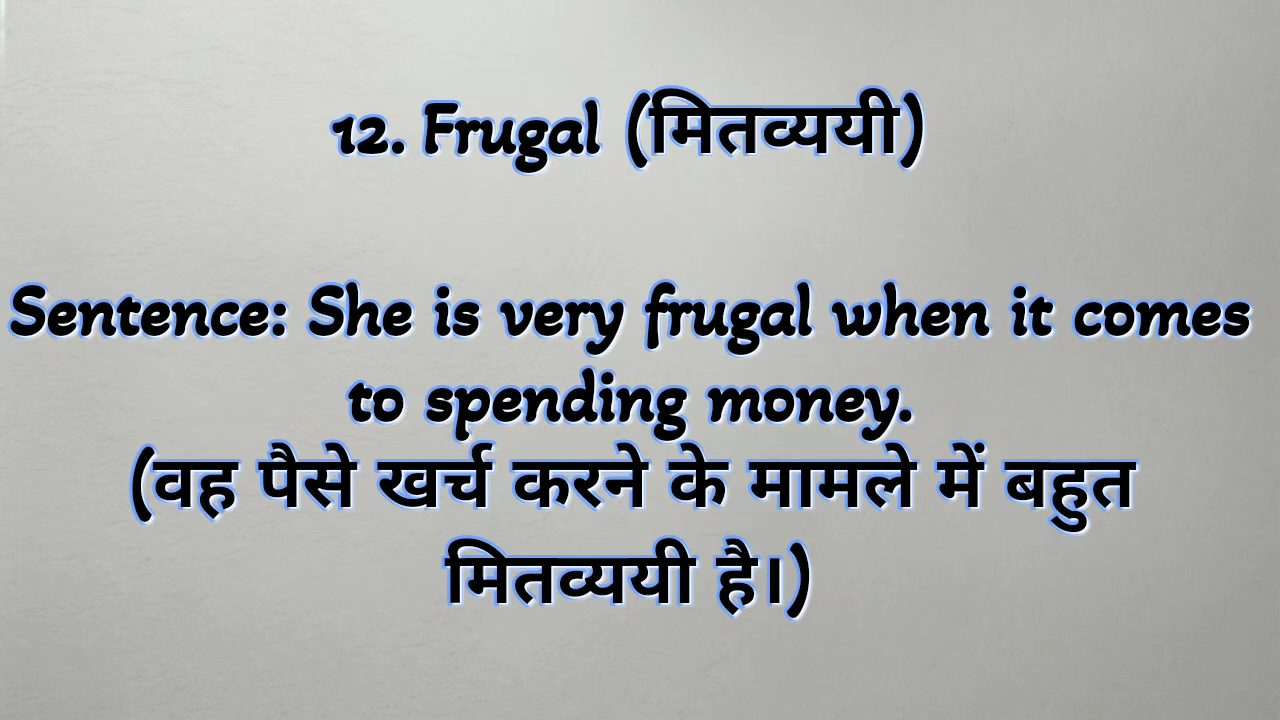 12. Frugal (मितव्ययी)
Sentence: She is very frugal when it comes
to spending money.
(वह पैसे खर्च करने के मामले में बहुत
मितव्ययी है।)